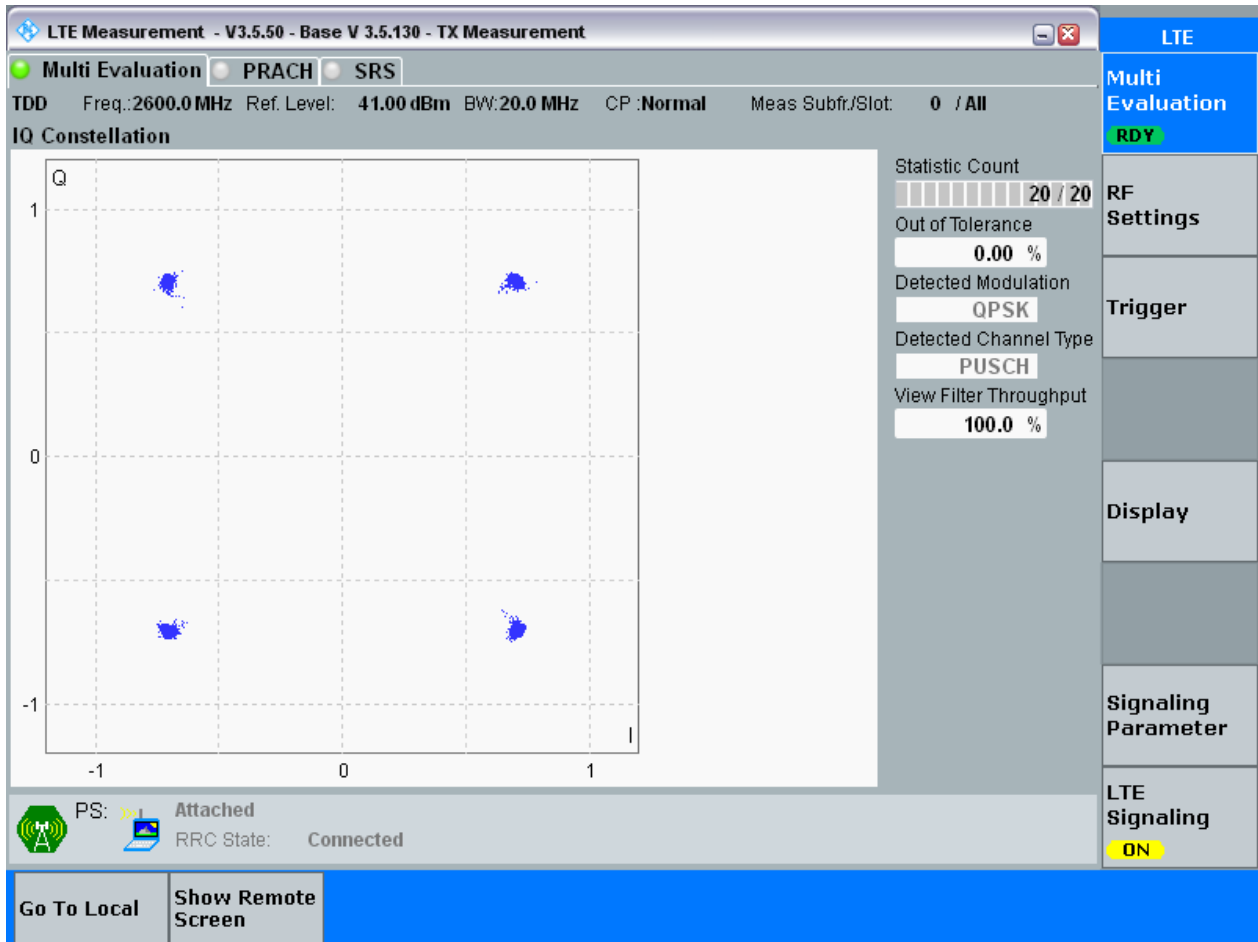 LTE Measurement - V3.5.50 - Base V 3.5.130 - TX Measurement
LTE
Multi Evaluation PRACH SRS
Multi
Evaluation
RDY
TDD Freq.:2600.0 MHz Ref. Level: 41.00 dBm BW:20.0 MHz CP :Normal Meas Subfr./Slot: 0 / All
IQ Constellation
Q
1
0
-1
I
-1 0 1
Statistic Count
20 / 20
Out of Tolerance
0.00 %
Detected Modulation
QPSK
Detected Channel Type
PUSCH
View Filter Throughput
100.0 %
RF
Settings
Trigger
Display
Signaling
Parameter
LTE
Signaling
ON
PS: Attached
RRC State: Connected
Go To Local
Show Remote
Screen